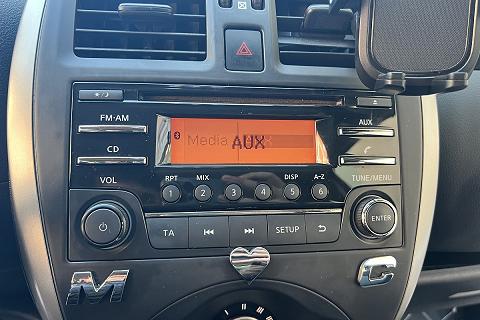 FM·AM
AUX
Media
AUX
CD
VOL
RPT
MIX
DISP
A-Z
TUNE/MENU
1
2
3
4
5
6
TA
SETUP
ENTER
M
C